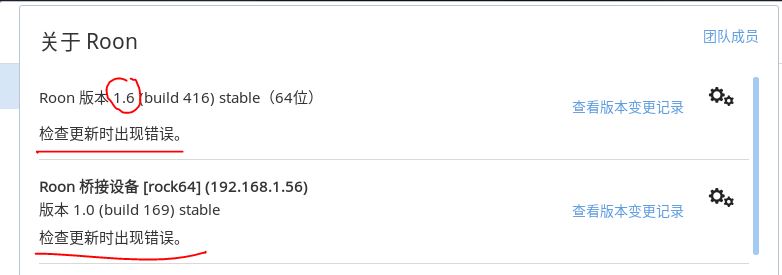 关于 Roon
团队成员
Roon 版本 1.6 (build 416) stable（64位）
查看版本变更记录
检查更新时出现错误。
Roon 桥接设备 [rock64] (192.168.1.56)
版本 1.0 (build 169) stable
查看版本变更记录
检查更新时出现错误。